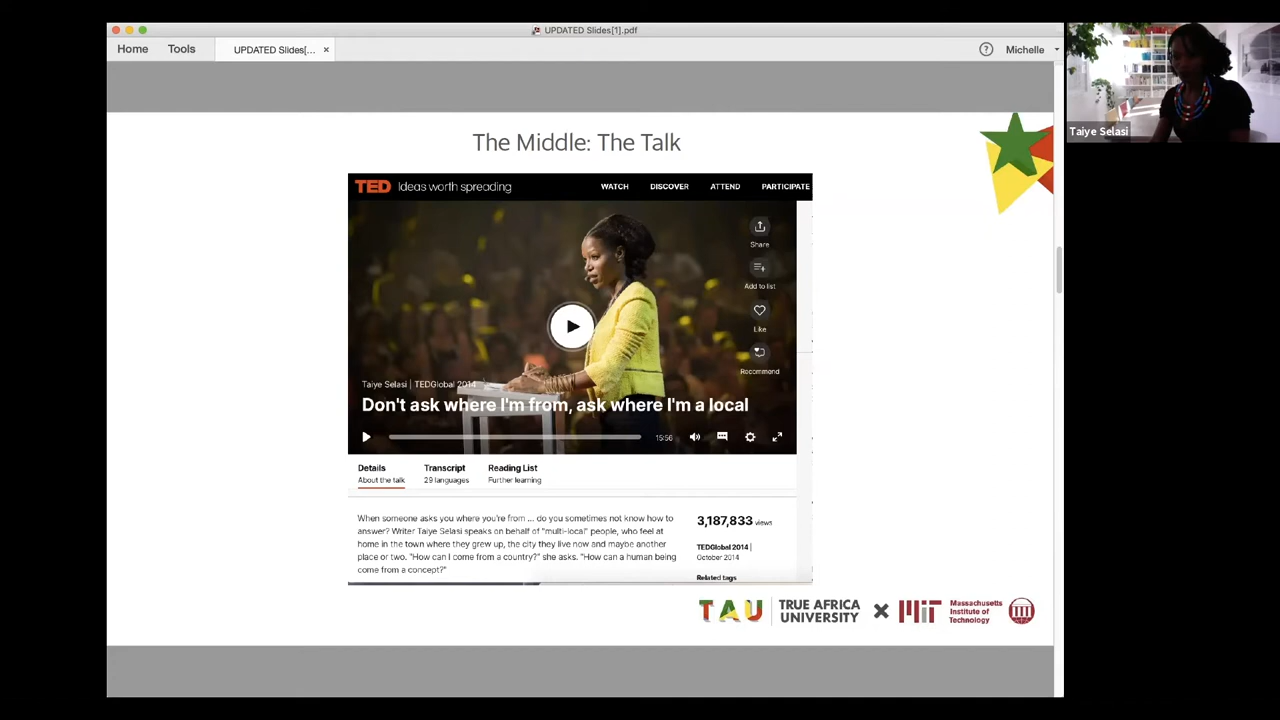 UPDATED Slides[1].pdf
Home Tools UPDATED Slides[... × ? Michelle
Taiye Selasi
The Middle: The Talk
TED Ideas worth spreading WATCH DISCOVER ATTEND PARTICIPATE
Share
Add to list
Like
Recommend
Taiye Selasi | TEDGlobal 2014
Don't ask where I'm from, ask where I'm a local
15:56
Details Transcript Reading List
About the talk 29 languages Further learning
When someone asks you where you're from ... do you sometimes not know how to
answer? Writer Taiye Selasi speaks on behalf of "multi-local" people, who feel at
home in the town where they grew up, the city they live now and maybe another
place or two. "How can I come from a country?" she asks. "How can a human being
come from a concept?"
3,187,833 views
TEDGlobal 2014 |
October 2014
Related tags
TAU | TRUE AFRICA
UNIVERSITY
MIT Massachusetts
Institute of
Technology